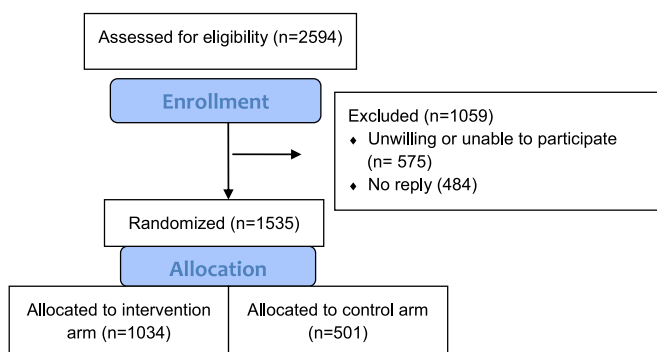 Assessed for eligibility (n=2594)
Enrollment
Excluded (n=1059)
♦ Unwilling or unable to participate
(n= 575)
♦ No reply (484)
Randomized (n=1535)
Allocation
Allocated to intervention
arm (n=1034)
Allocated to control arm
(n=501)